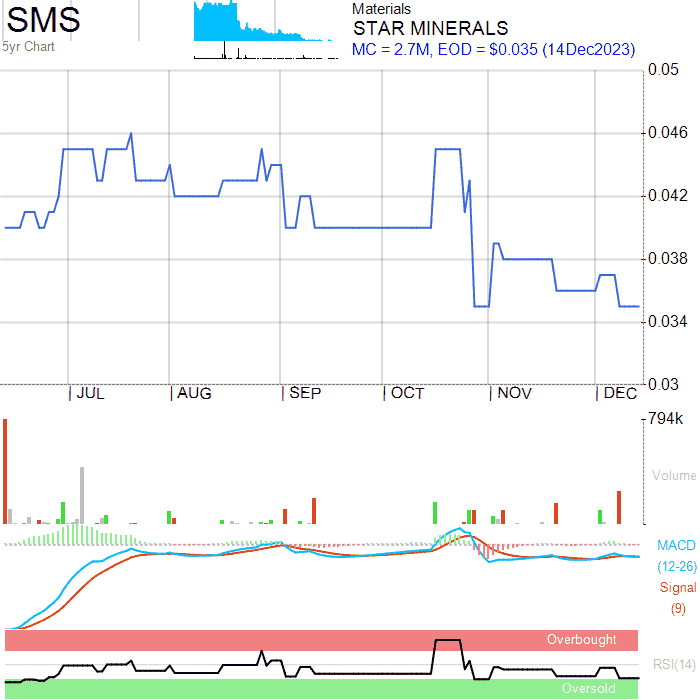 SMS
5yr Chart
Materials
STAR MINERALS
MC = 2.7M, EOD = $0.035 (14Dec2023)
0.05
0.046
0.042
0.038
0.034
0.03
JUL AUG SEP OCT NOV DEC
794k
Volume
MACD
(12-26)
Signal
(9)
Overbought
RSI(14)
Oversold